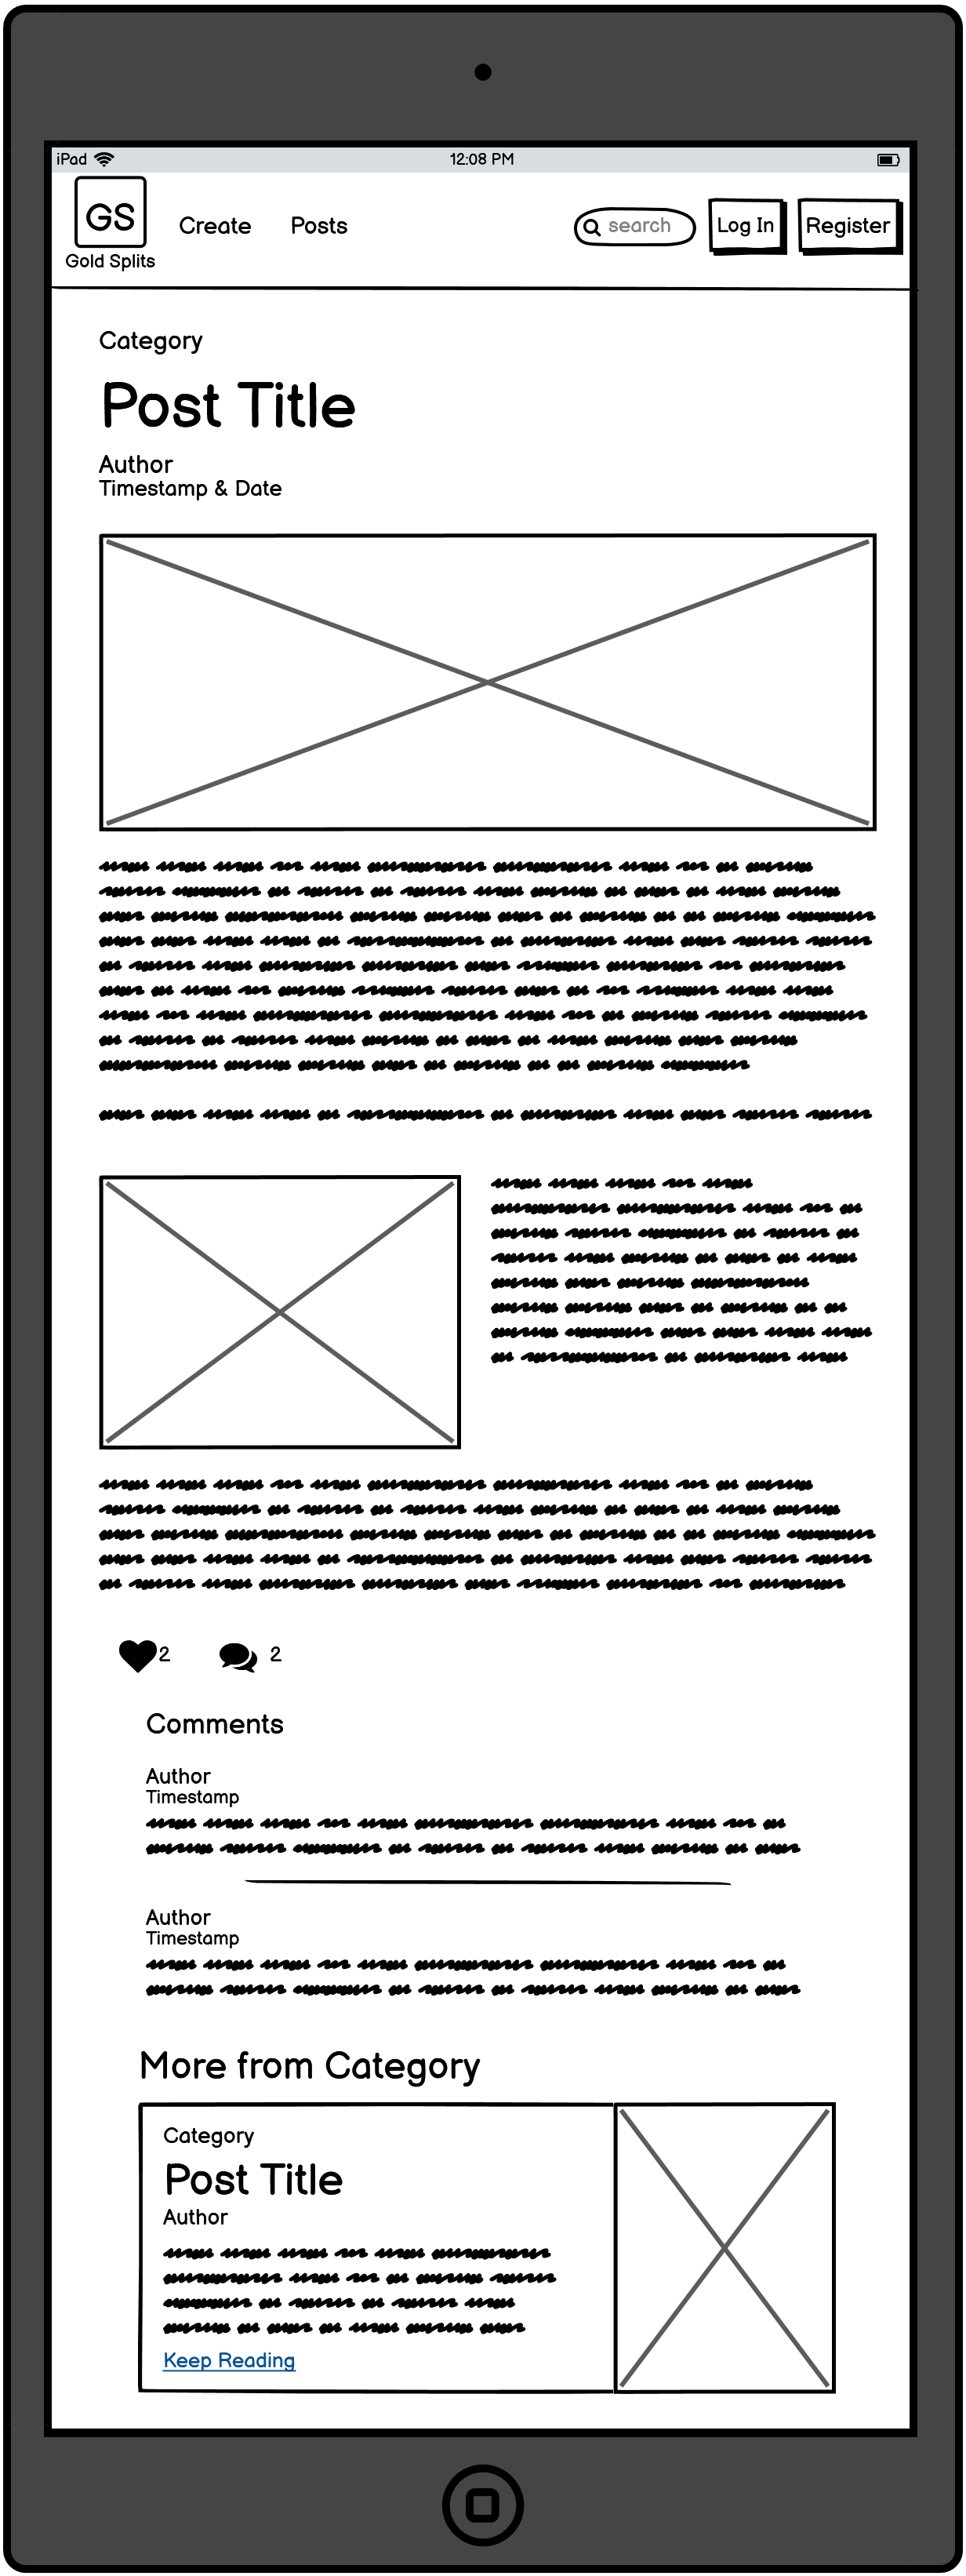 iPad 12:08 PM
GS
Gold Splits
Create Posts search Log In Register
Category
Post Title
Author
Timestamp & Date
2 2
Comments
Author
Timestamp
Author
Timestamp
More from Category
Category
Post Title
Author
Keep Reading